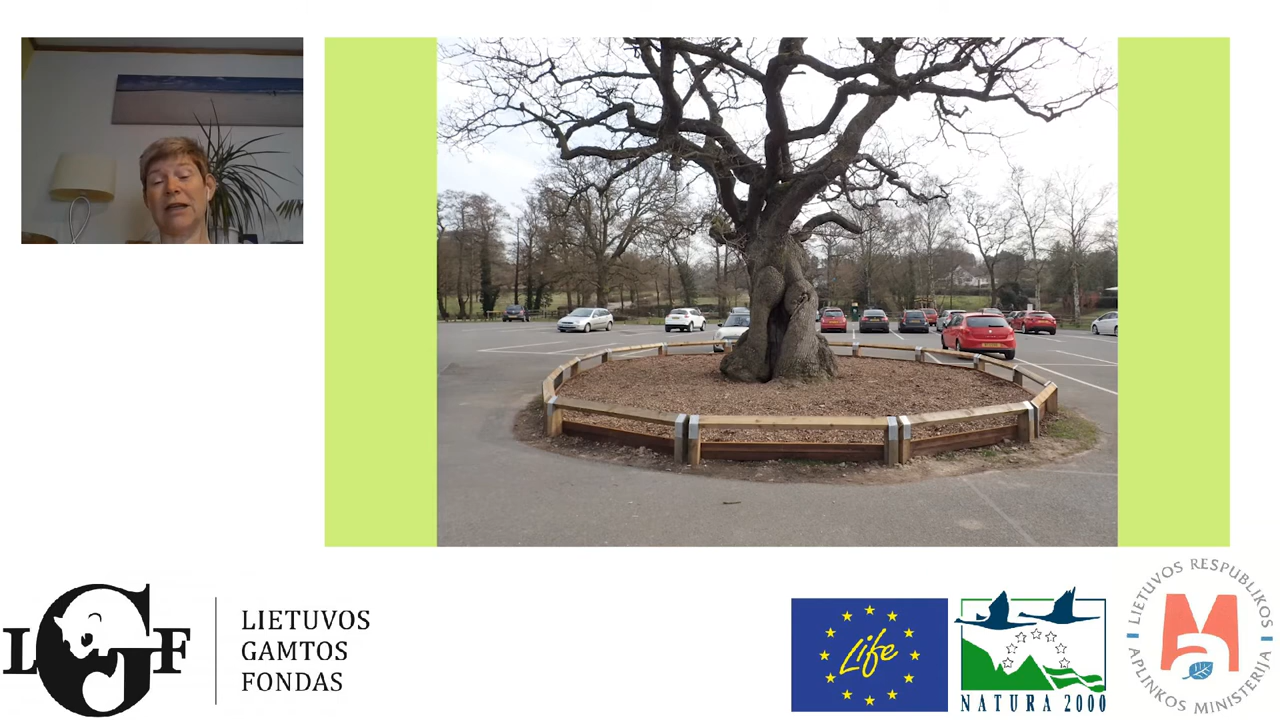 LGF
LIETUVOS
GAMTOS
FONDAS
Life
NATURA 2000
LIETUVOS RESPUBLIKOS
APLINKOS MINISTERIJA